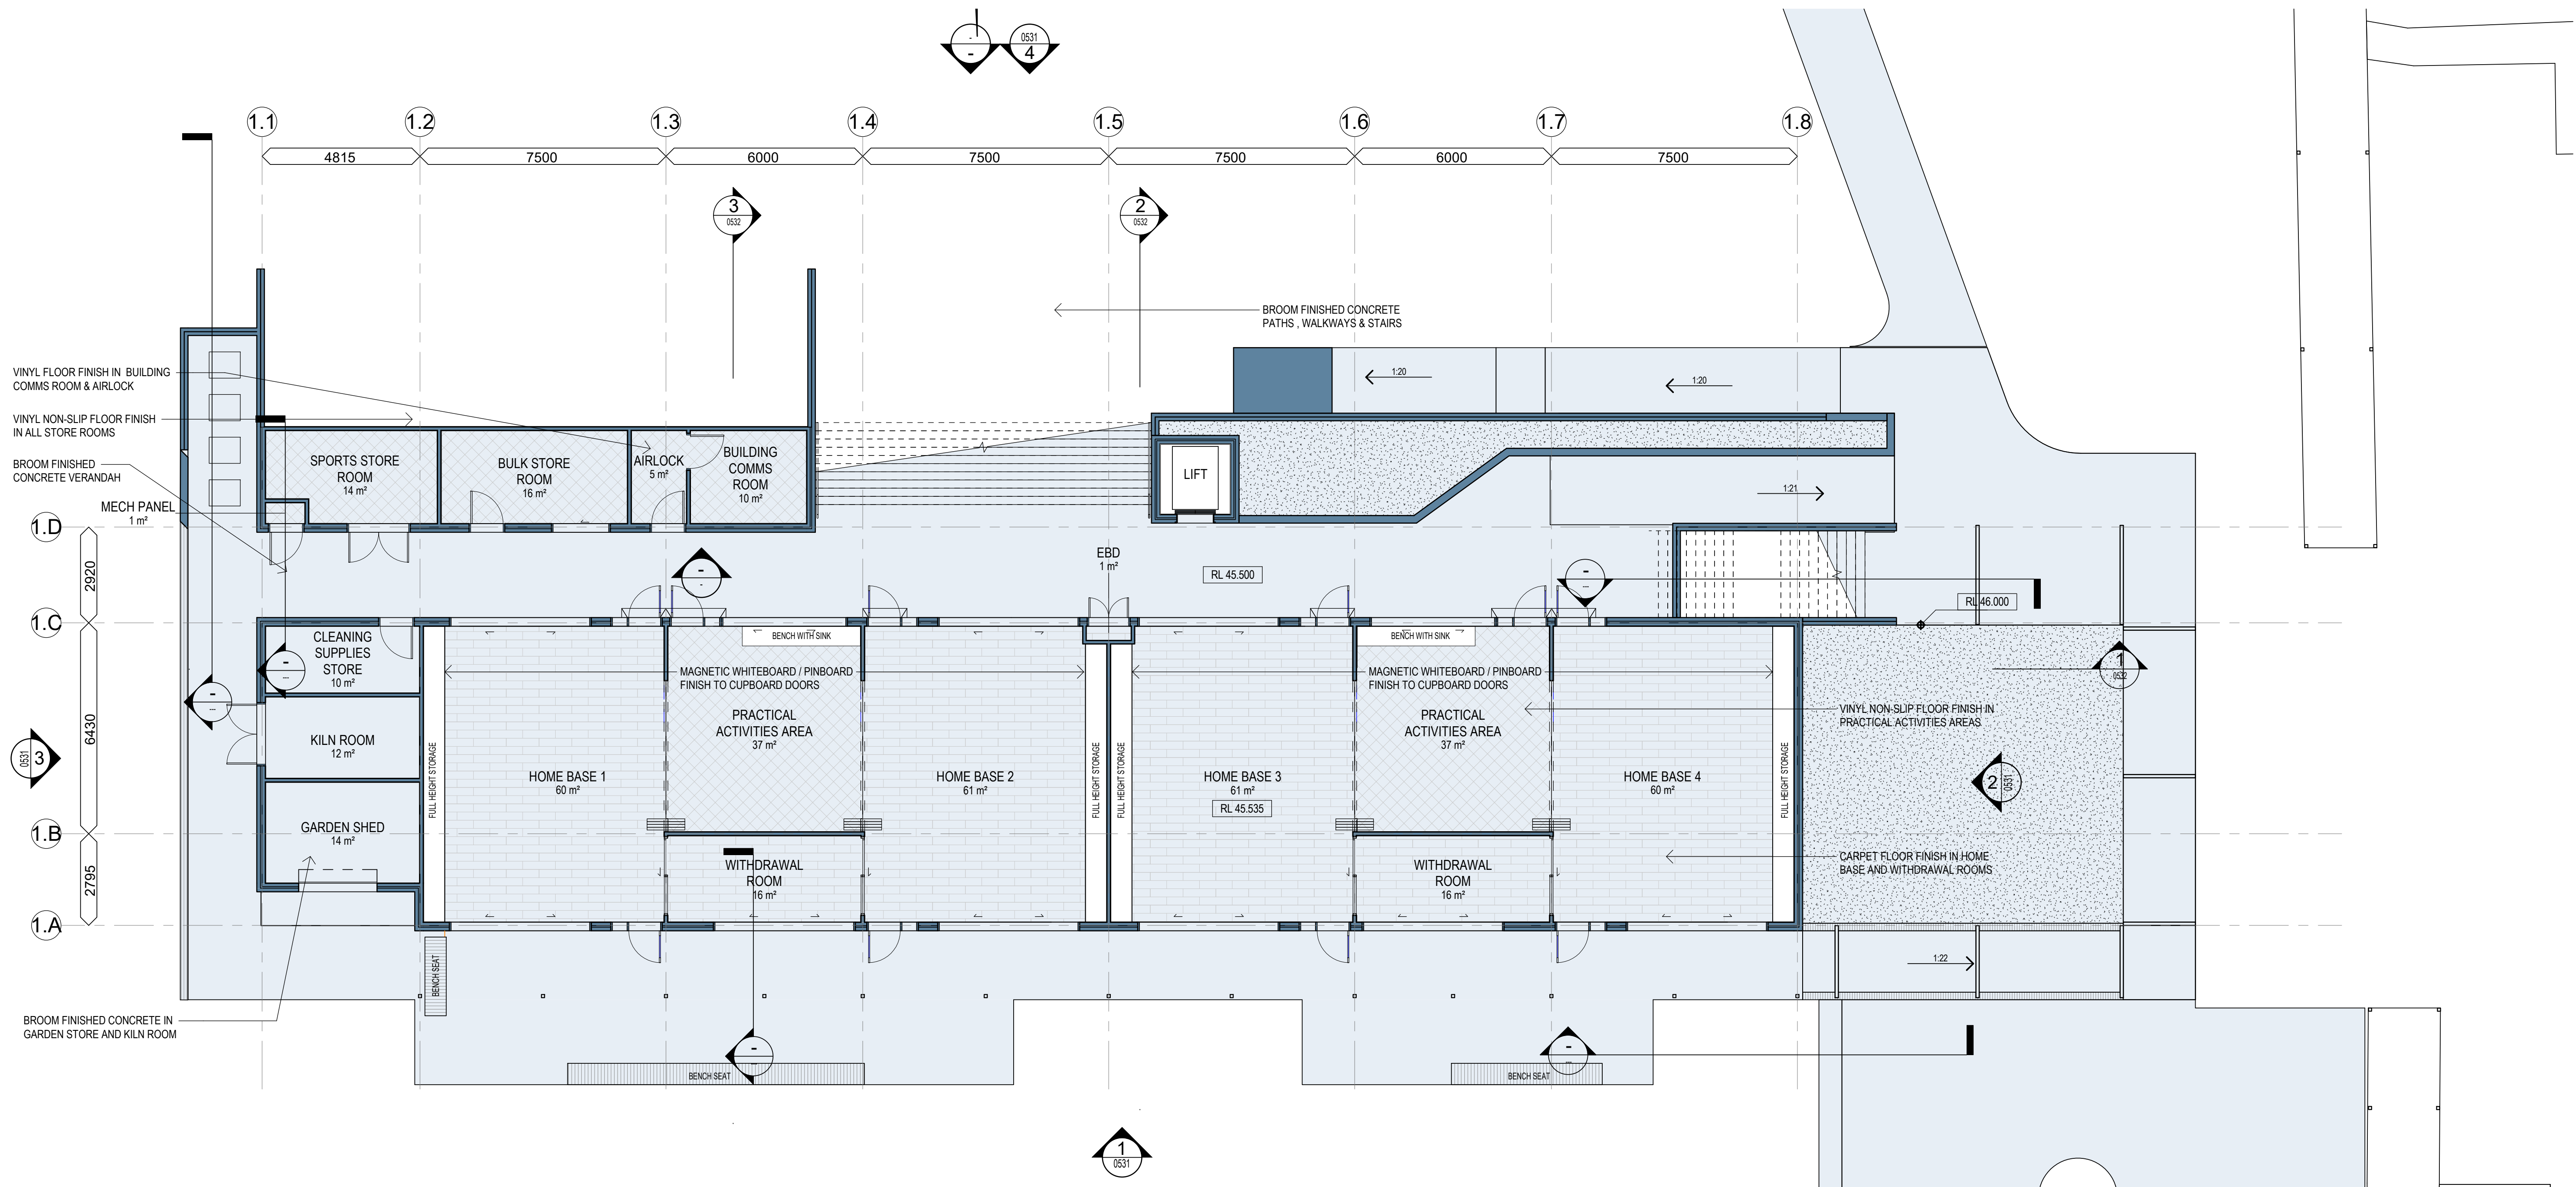 -
-
0531
4
1.1
1.2
1.3
1.4
1.5
1.6
1.7
1.8
4815
7500
6000
7500
7500
6000
7500
3
0532
2
0532
BROOM FINISHED CONCRETE
PATHS , WALKWAYS & STAIRS
VINYL FLOOR FINISH IN BUILDING
COMMS ROOM & AIRLOCK
1:20
1:20
VINYL NON-SLIP FLOOR FINISH
IN ALL STORE ROOMS
BROOM FINISHED
CONCRETE VERANDAH
MECH PANEL
1 m²
SPORTS STORE
ROOM
14 m²
BULK STORE
ROOM
16 m²
AIRLOCK
5 m²
BUILDING
COMMS
ROOM
10 m²
LIFT
1:21
1.D
2920
EBD
1 m²
RL 45.500
-
-
-
---
RL 46.000
1.C
CLEANING
SUPPLIES
STORE
10 m²
-
---
-
---
BENCH WITH SINK
BENCH WITH SINK
MAGNETIC WHITEBOARD / PINBOARD
FINISH TO CUPBOARD DOORS
MAGNETIC WHITEBOARD / PINBOARD
FINISH TO CUPBOARD DOORS
1
0532
6430
0531
3
KILN ROOM
12 m²
PRACTICAL
ACTIVITIES AREA
37 m²
PRACTICAL
ACTIVITIES AREA
37 m²
VINYL NON-SLIP FLOOR FINISH IN
PRACTICAL ACTIVITIES AREAS
FULL HEIGHT STORAGE
HOME BASE 1
60 m²
HOME BASE 2
61 m²
FULL HEIGHT STORAGE
FULL HEIGHT STORAGE
HOME BASE 3
61 m²
RL 45.535
HOME BASE 4
60 m²
FULL HEIGHT STORAGE
2
0531
GARDEN SHED
14 m²
1.B
2795
WITHDRAWAL
ROOM
16 m²
WITHDRAWAL
ROOM
16 m²
CARPET FLOOR FINISH IN HOME
BASE AND WITHDRAWAL ROOMS
1.A
BENCH SEAT
1:22
BROOM FINISHED CONCRETE IN
GARDEN STORE AND KILN ROOM
-
---
-
---
BENCH SEAT
BENCH SEAT
1
0531